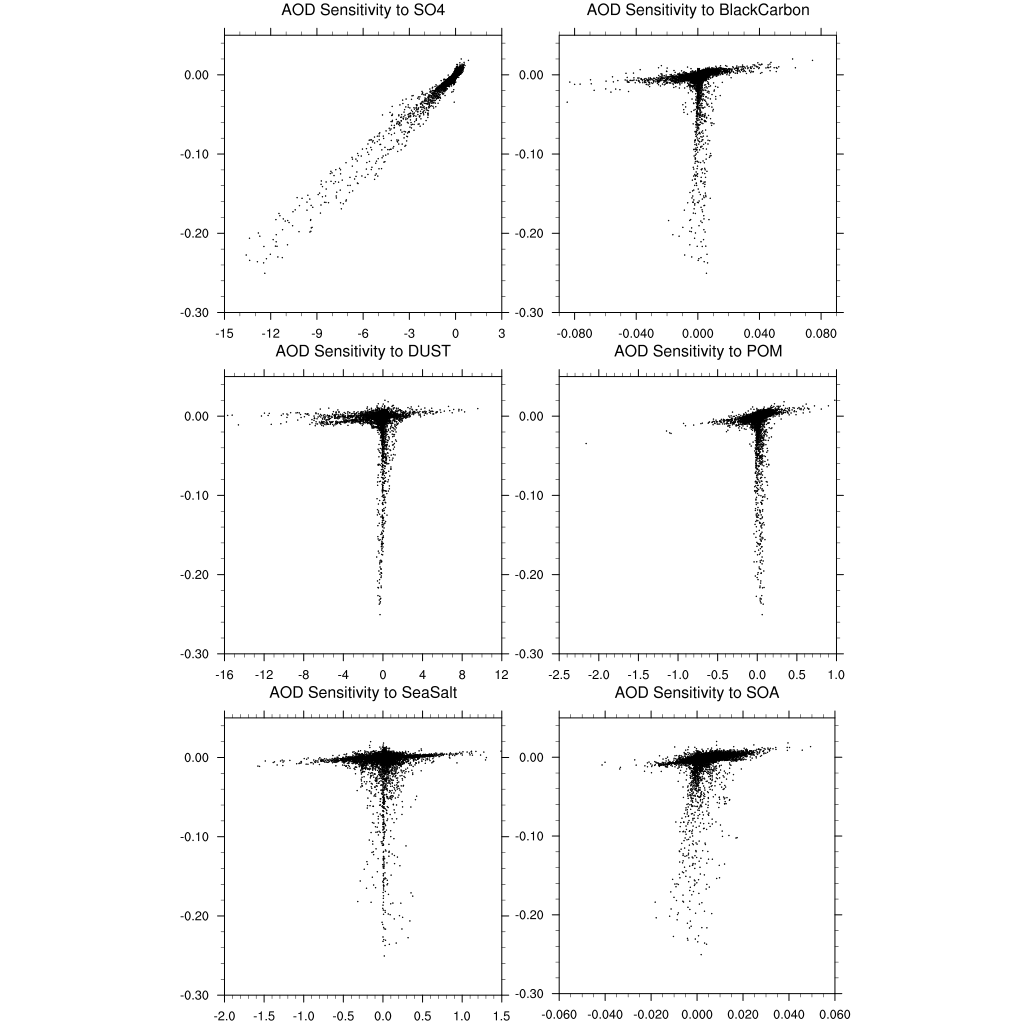 AOD Sensitivity to SO4
0.00
-0.10
-0.20
-0.30
-15 -12 -9 -6 -3 0 3
AOD Sensitivity to BlackCarbon
0.00
-0.10
-0.20
-0.30
-0.080 -0.040 0.000 0.040 0.080
AOD Sensitivity to DUST
0.00
-0.10
-0.20
-0.30
-16 -12 -8 -4 0 4 8 12
AOD Sensitivity to POM
0.00
-0.10
-0.20
-0.30
-2.5 -2.0 -1.5 -1.0 -0.5 0.0 0.5 1.0
AOD Sensitivity to SeaSalt
0.00
-0.10
-0.20
-0.30
-2.0 -1.5 -1.0 -0.5 0.0 0.5 1.0 1.5
AOD Sensitivity to SOA
0.00
-0.10
-0.20
-0.30
-0.060 -0.040 -0.020 0.000 0.020 0.040 0.060